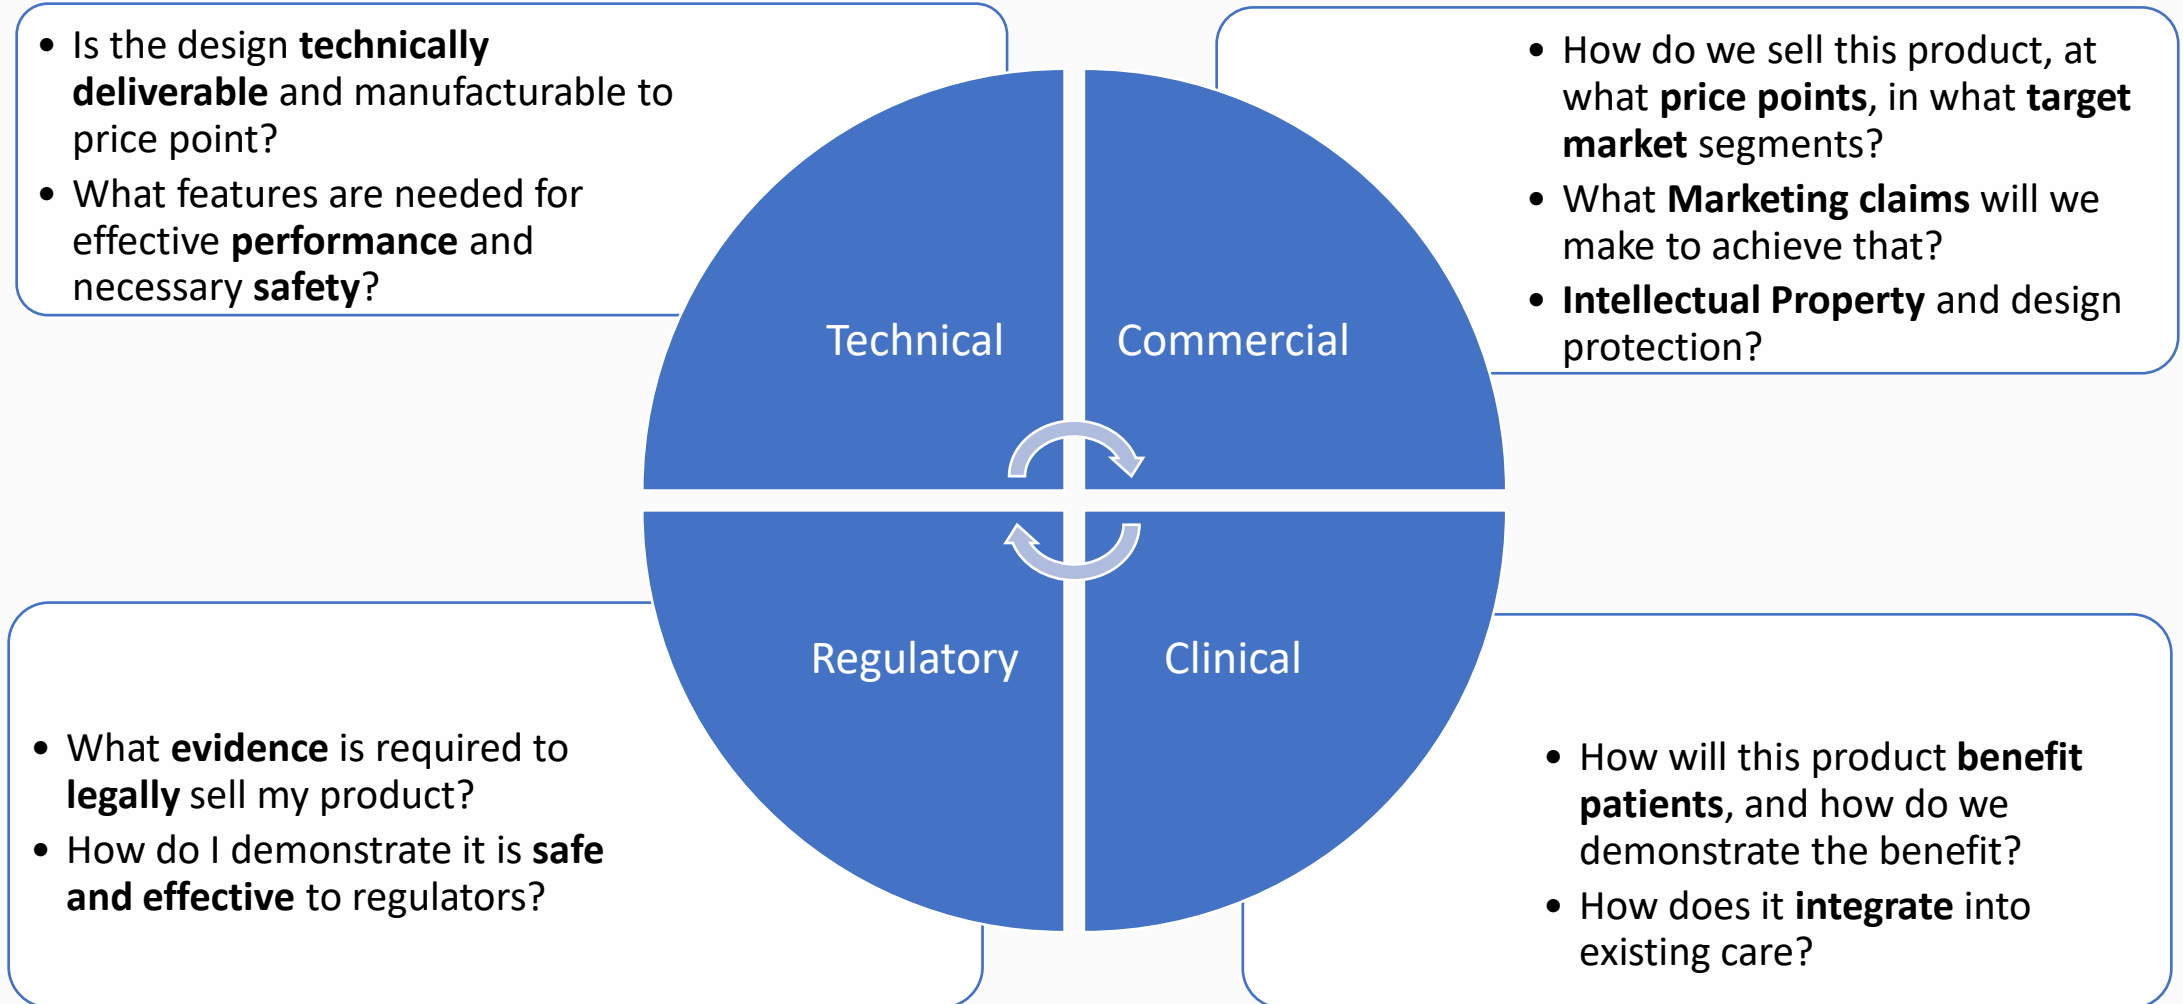 • Is the design technically
deliverable and manufacturable to
price point?
• What features are needed for
effective performance and
necessary safety?
• How do we sell this product, at
what price points, in what target
market segments?
• What Marketing claims will we
make to achieve that?
• Intellectual Property and design
protection?
Technical
Commercial
Regulatory
Clinical
• What evidence is required to
legally sell my product?
• How do I demonstrate it is safe
and effective to regulators?
• How will this product benefit
patients, and how do we
demonstrate the benefit?
• How does it integrate into
existing care?